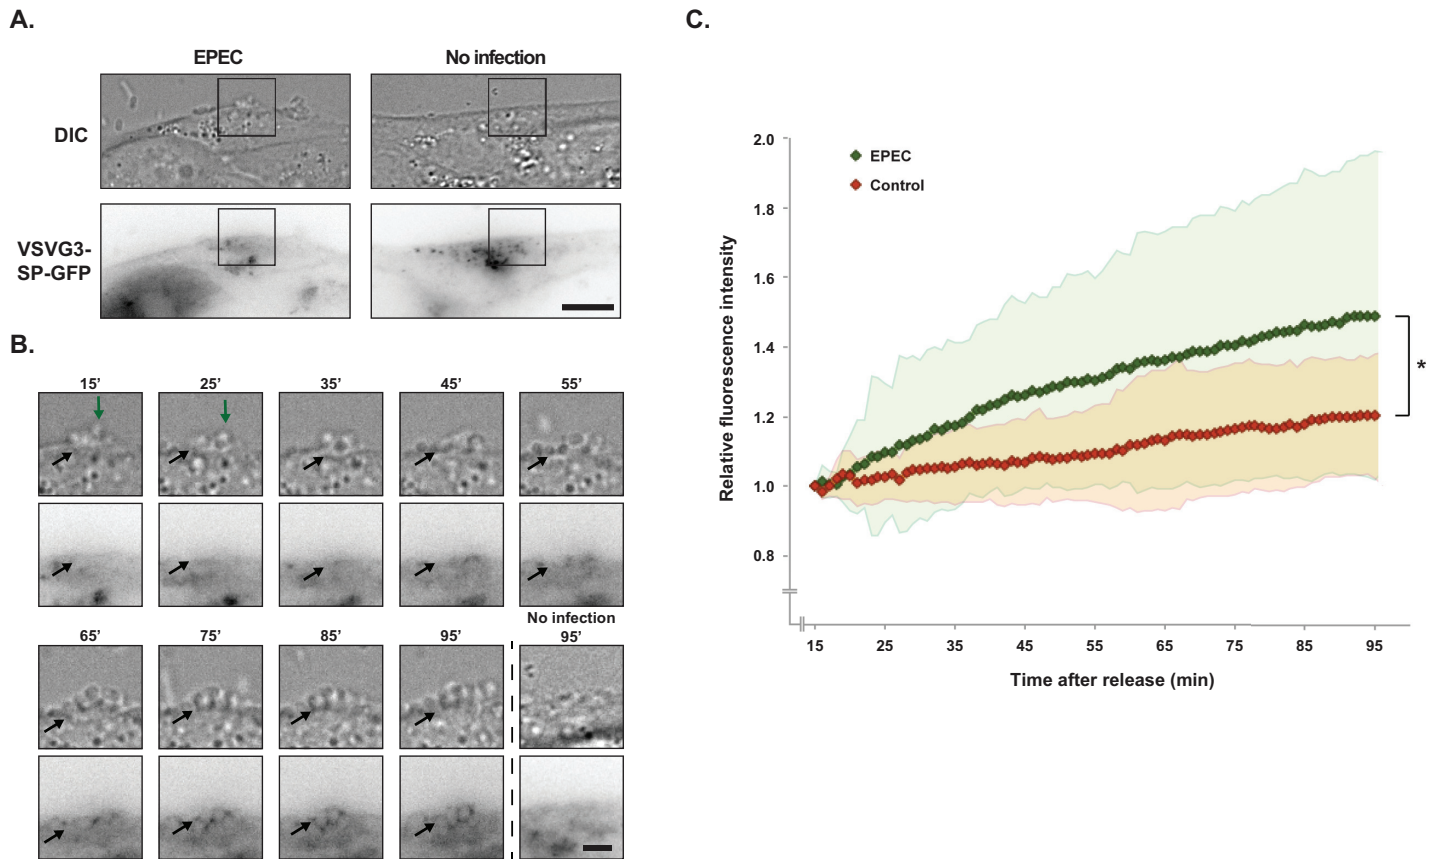 A.
EPEC
No infection
DIC
VSVG3-
SP-GFP
B.
15’
25’
35’
45’
55’
No infection
65’
75’
85’
95’
95’
C.
2.0
1.8
1.6
1.4
1.2
1.0
0.8
Relative fluorescence intensity
EPEC
Control
*
15
25
35
45
55
65
75
85
95
Time after release (min)